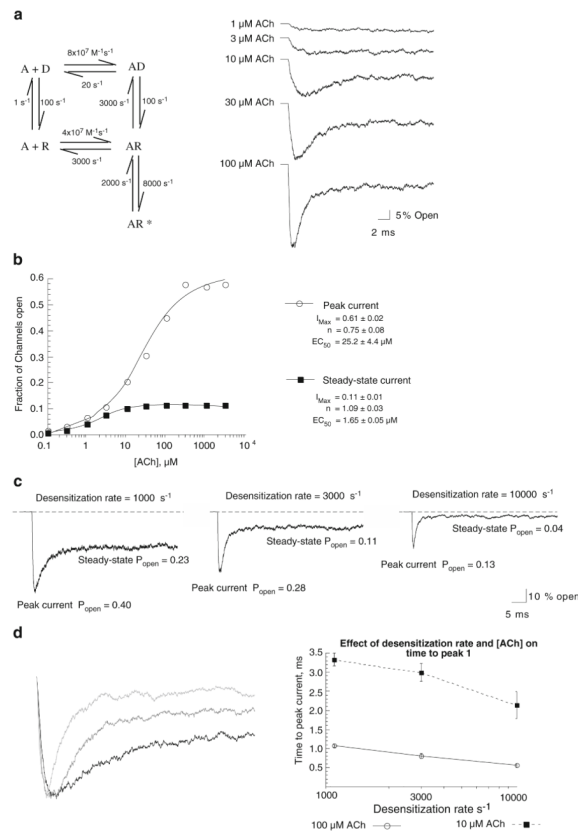 a
8x10⁷ M⁻¹s⁻¹
A + D
AD
20 s⁻¹
1 s⁻¹
100 s⁻¹
3000 s⁻¹
100 s⁻¹
4x10⁷ M⁻¹s⁻¹
A + R
AR
3000 s⁻¹
2000 s⁻¹
8000 s⁻¹
AR *
1 µM ACh
3 µM ACh
10 µM ACh
30 µM ACh
100 µM ACh
5% Open
2 ms
b
Fraction of Channels open
0.6
0.5
0.4
0.3
0.2
0.1
0.0
0.1
1
10
100
1000
10⁴
[ACh], µM
Peak current
I_Max = 0.61 ± 0.02
n = 0.75 ± 0.08
EC₅₀ = 25.2 ± 4.4 µM
Steady-state current
I_Max = 0.11 ± 0.01
n = 1.09 ± 0.03
EC₅₀ = 1.65 ± 0.05 µM
c
Desensitization rate = 1000 s⁻¹
Steady-state P_open = 0.23
Peak current P_open = 0.40
Desensitization rate = 3000 s⁻¹
Steady-state P_open = 0.11
Peak current P_open = 0.28
Desensitization rate = 10000 s⁻¹
Steady-state P_open = 0.04
Peak current P_open = 0.13
10 % open
5 ms
d
Effect of desensitization rate and [ACh] on
time to peak 1
Time to peak current, ms
3.5
3.0
2.5
2.0
1.5
1.0
0.5
1000
3000
10000
Desensitization rate s⁻¹
100 µM ACh
10 µM ACh